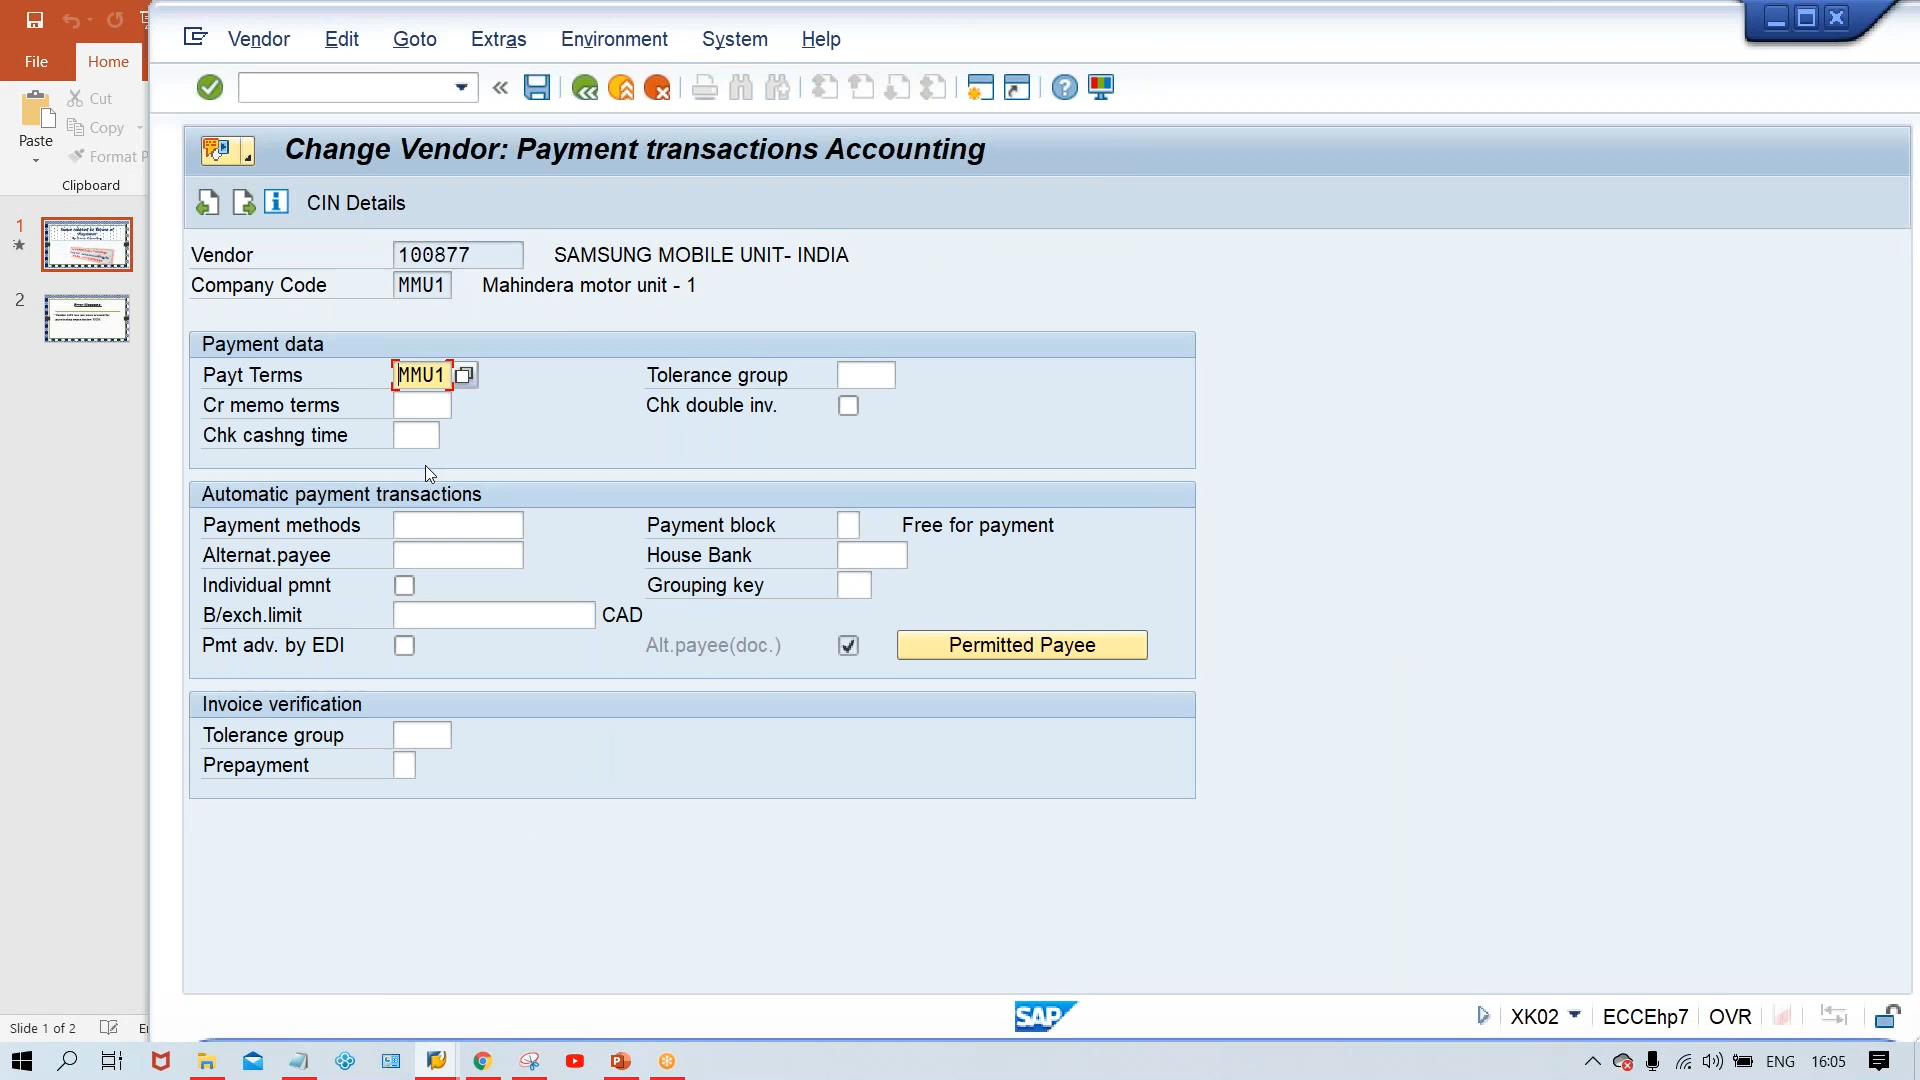 Vendor Edit Goto Extras Environment System Help
File Home
Cut
Copy
Paste
Format P
Clipboard
Change Vendor: Payment transactions Accounting
CIN Details
1
2
Vendor 100877 SAMSUNG MOBILE UNIT- INDIA
Company Code MMU1 Mahindera motor unit - 1
Payment data
Payt Terms MMU1 Tolerance group
Cr memo terms Chk double inv.
Chk cashng time
Automatic payment transactions
Payment methods Payment block Free for payment
Alternat.payee House Bank
Individual pmnt Grouping key
B/exch.limit CAD
Pmt adv. by EDI Alt.payee(doc.) Permitted Payee
Invoice verification
Tolerance group
Prepayment
SAP XK02 ECCEhp7 OVR
Slide 1 of 2
ENG 16:05